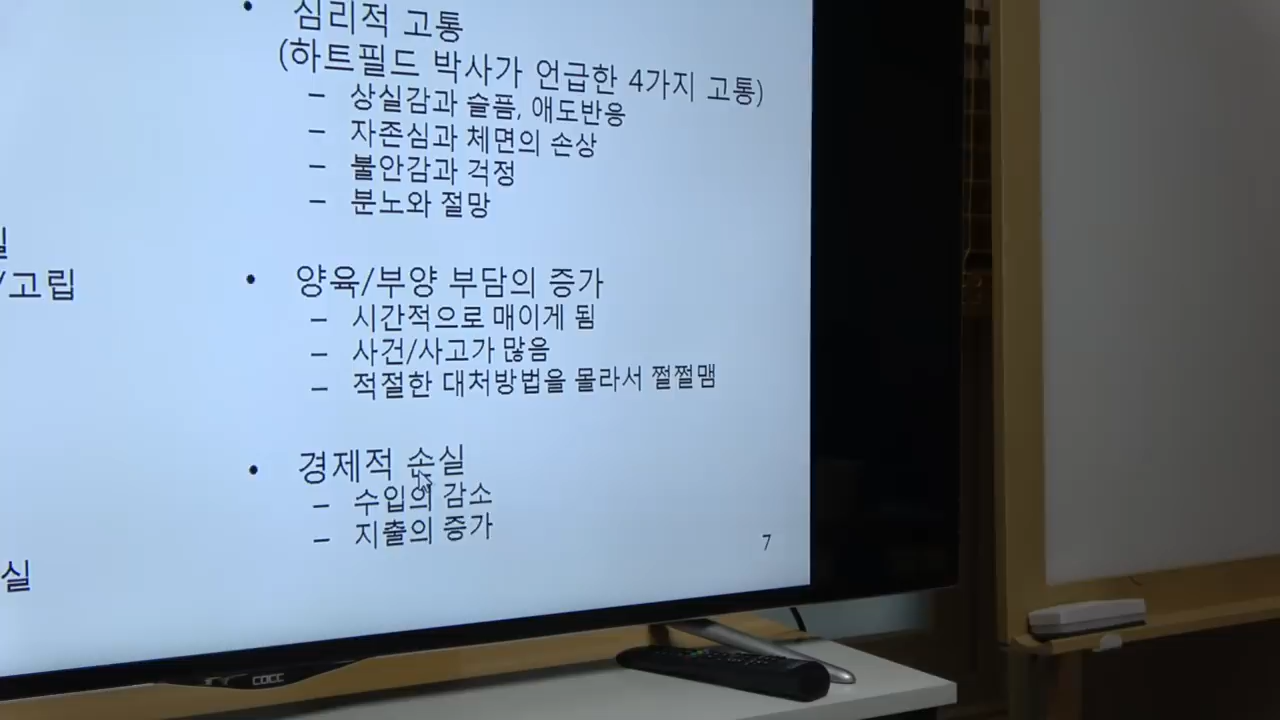 • 심리적 고통
(하트필드 박사가 언급한 4가지 고통)
– 상실감과 슬픔, 애도반응
– 자존심과 체면의 손상
– 불안감과 걱정
– 분노와 절망
/고립
• 양육/부양 부담의 증가
– 시간적으로 매이게 됨
– 사건/사고가 많음
– 적절한 대처방법을 몰라서 쩔쩔맴
• 경제적 손실
– 수입의 감소
– 지출의 증가
실
7